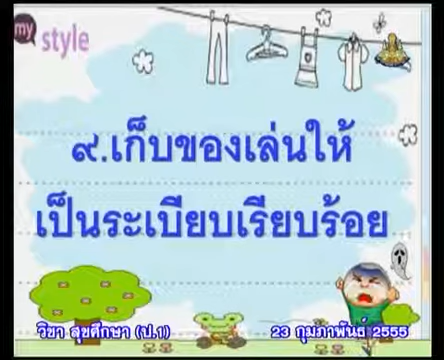 my
style
๙.เก็บของเล่นให้
เป็นระเบียบเรียบร้อย
วิชา สุขศึกษา (ป.1)
23 กุมภาพันธ์ 2555